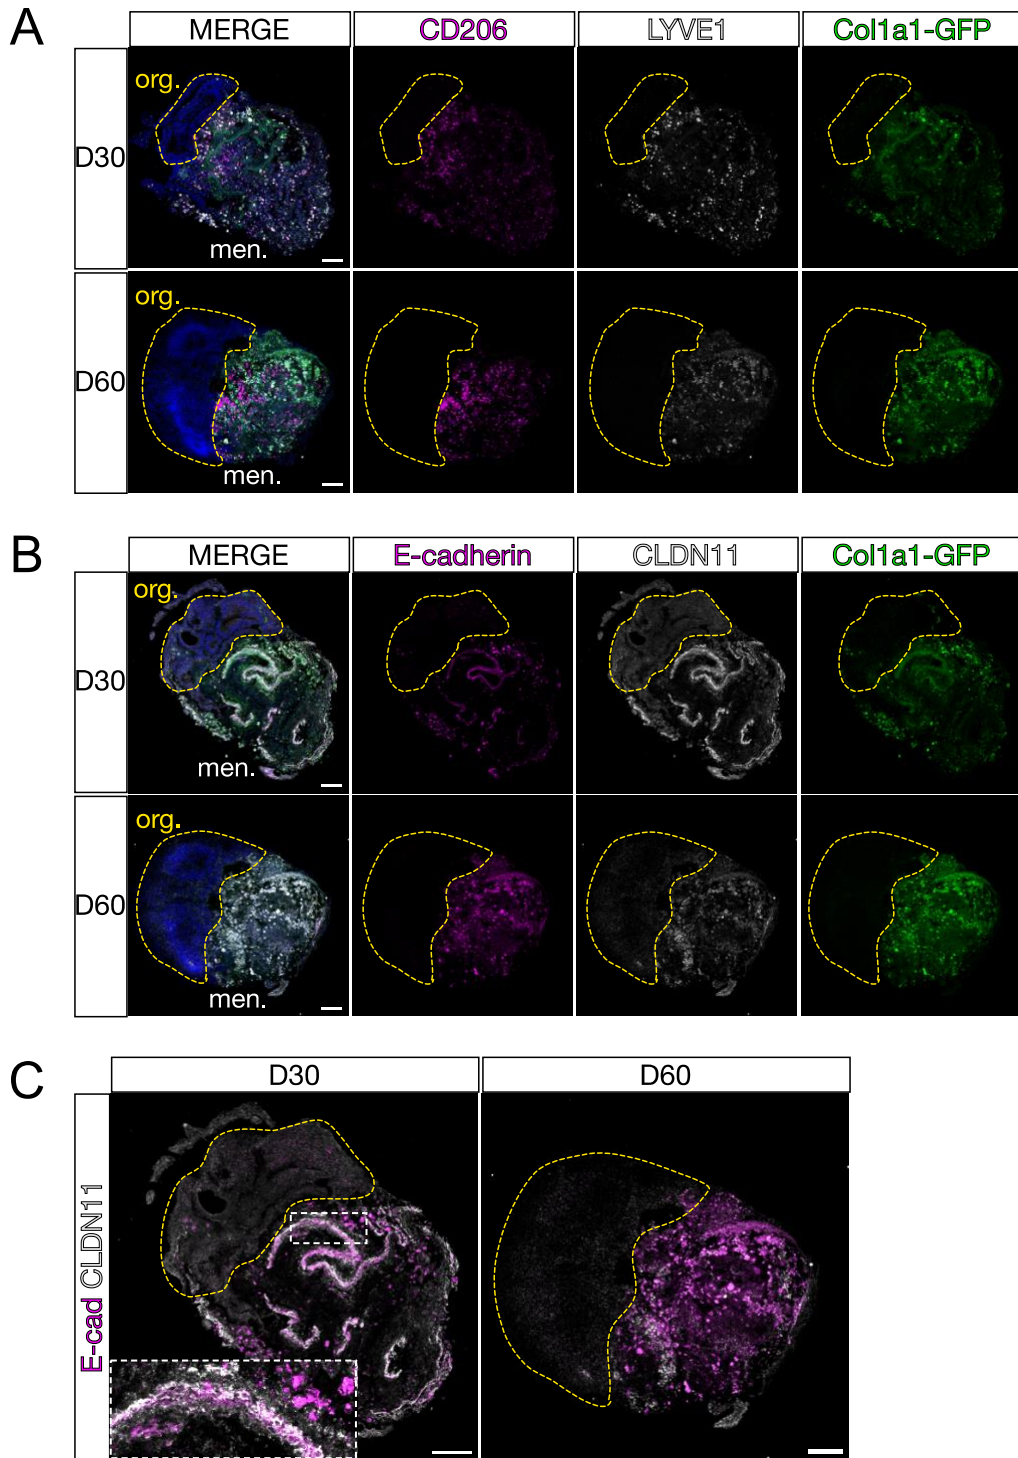 A
MERGE CD206 LYVE1 Col1a1-GFP
D30
org.
men.
D60
org.
men.
B
MERGE E-cadherin CLDN11 Col1a1-GFP
D30
org.
men.
D60
org.
men.
C
D30 D60
E-cad CLDN11